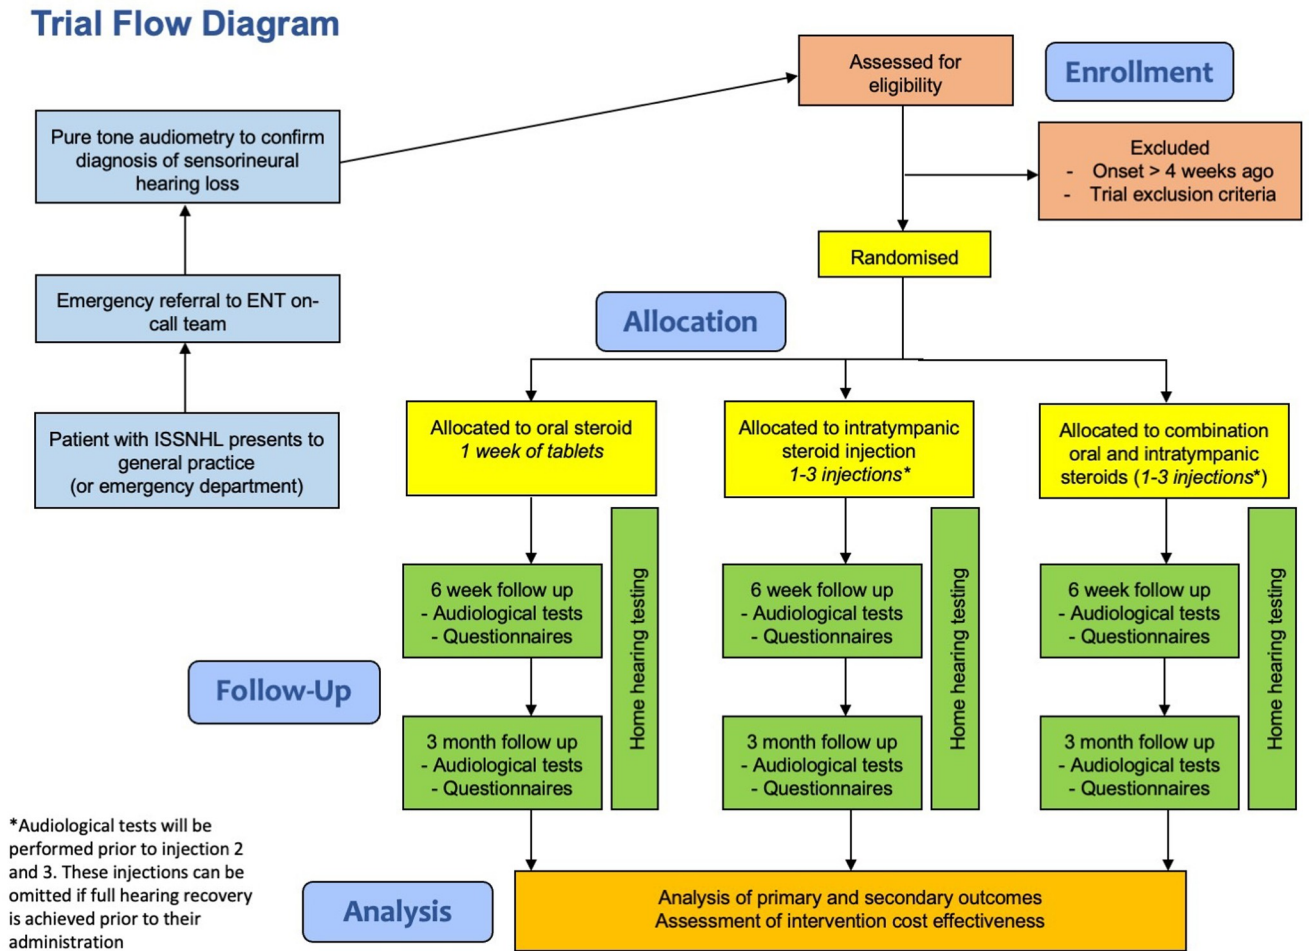 Trial Flow Diagram
Assessed for
eligibility
Enrollment
Pure tone audiometry to confirm
diagnosis of sensorineural
hearing loss
Excluded
- Onset > 4 weeks ago
- Trial exclusion criteria
Randomised
Emergency referral to ENT on-
call team
Allocation
Patient with ISSNHL presents to
general practice
(or emergency department)
Allocated to oral steroid
1 week of tablets
Allocated to intratympanic
steroid injection
1-3 injections*
Allocated to combination
oral and intratympanic
steroids (1-3 injections*)
6 week follow up
- Audiological tests
- Questionnaires
Home hearing testing
6 week follow up
- Audiological tests
- Questionnaires
Home hearing testing
6 week follow up
- Audiological tests
- Questionnaires
Home hearing testing
Follow-Up
3 month follow up
- Audiological tests
- Questionnaires
3 month follow up
- Audiological tests
- Questionnaires
3 month follow up
- Audiological tests
- Questionnaires
*Audiological tests will be
performed prior to injection 2
and 3. These injections can be
omitted if full hearing recovery
is achieved prior to their
administration
Analysis
Analysis of primary and secondary outcomes
Assessment of intervention cost effectiveness